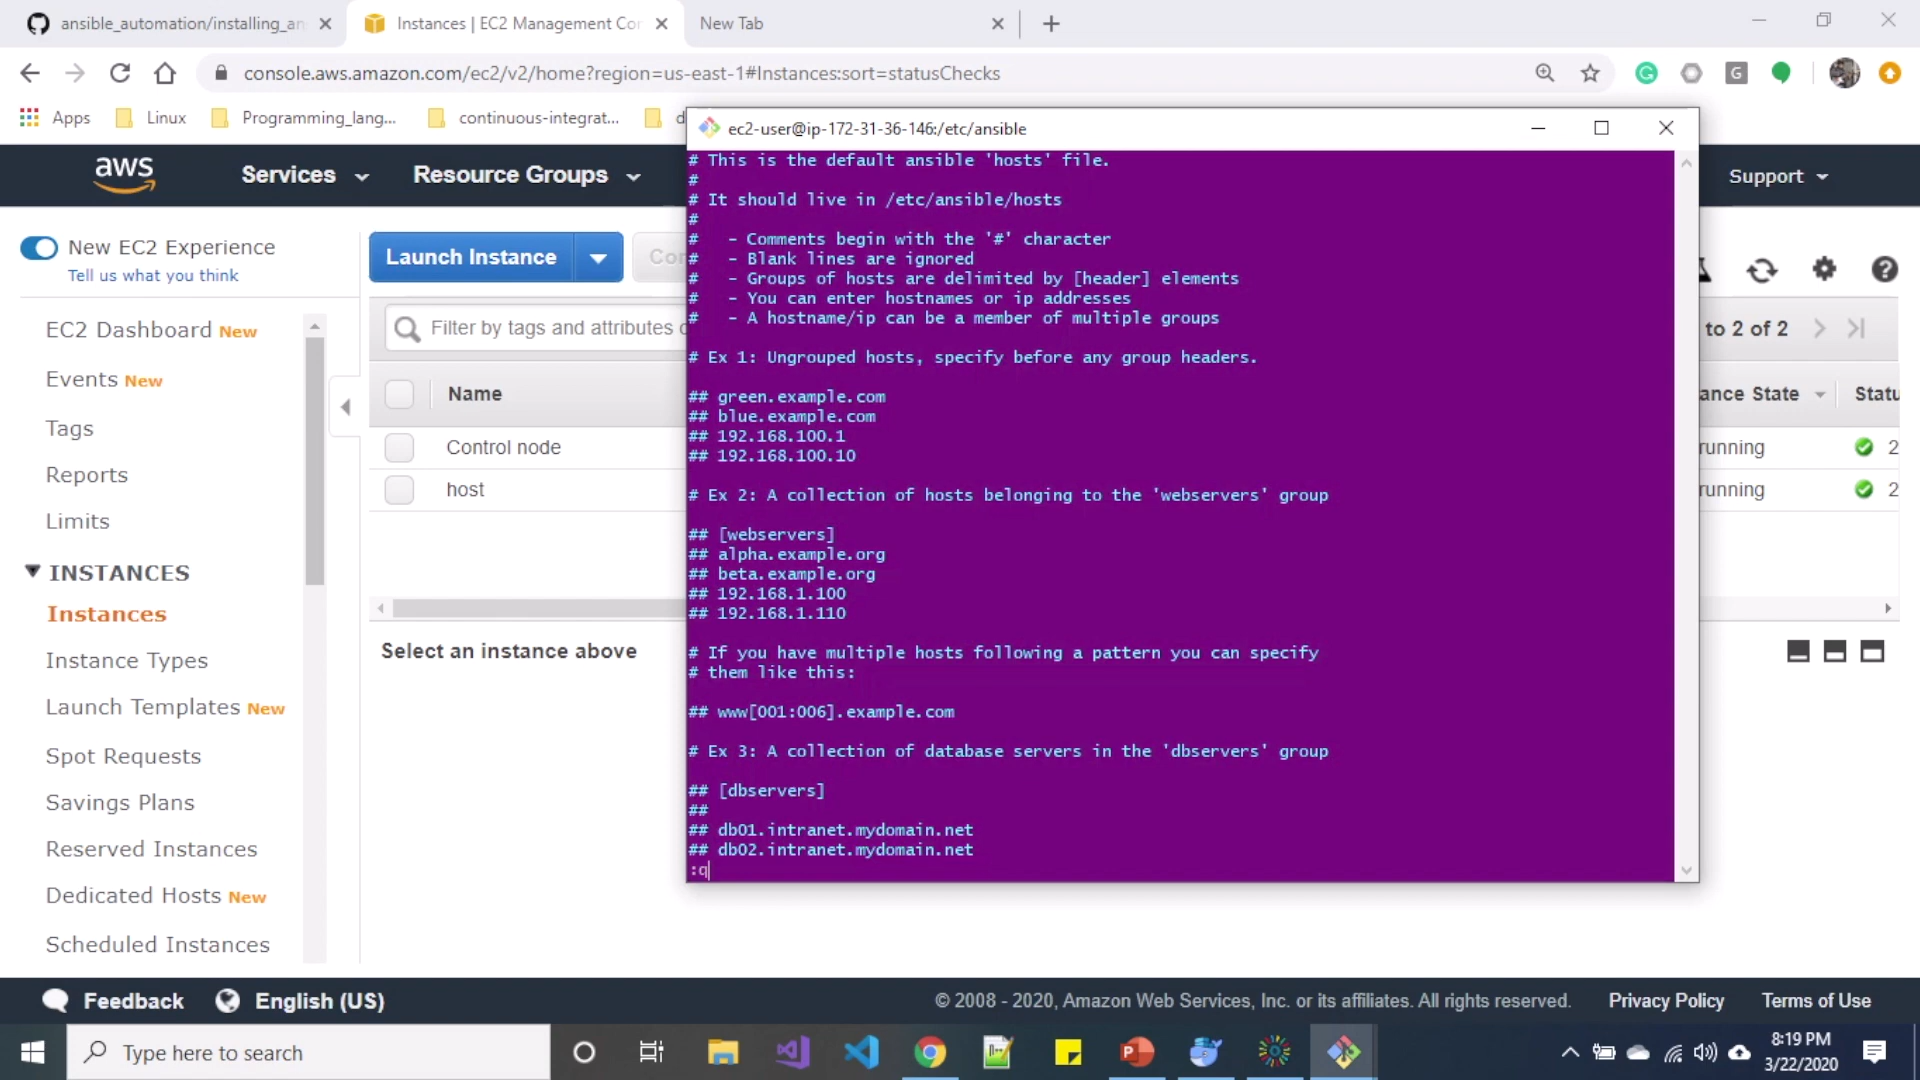 ansible_automation/installing_an
Instances | EC2 Management Con
New Tab
console.aws.amazon.com/ec2/v2/home?region=us-east-1#Instances:sort=statusChecks
Apps
Linux
Programming_lang...
continuous-integrat...
ec2-user@ip-172-31-36-146:/etc/ansible
aws
Services
Resource Groups
Support
New EC2 Experience
Tell us what you think
EC2 Dashboard New
Events New
Tags
Reports
Limits
INSTANCES
Instances
Instance Types
Launch Templates New
Spot Requests
Savings Plans
Reserved Instances
Dedicated Hosts New
Scheduled Instances
Launch Instance
Filter by tags and attributes
Name
Control node
host
Select an instance above
to 2 of 2
ance State
Statu
running
2
running
2
# This is the default ansible 'hosts' file.
#
# It should live in /etc/ansible/hosts
#
#   - Comments begin with the '#' character
#   - Blank lines are ignored
#   - Groups of hosts are delimited by [header] elements
#   - You can enter hostnames or ip addresses
#   - A hostname/ip can be a member of multiple groups
# Ex 1: Ungrouped hosts, specify before any group headers.
## green.example.com
## blue.example.com
## 192.168.100.1
## 192.168.100.10
# Ex 2: A collection of hosts belonging to the 'webservers' group
## [webservers]
## alpha.example.org
## beta.example.org
## 192.168.1.100
## 192.168.1.110
# If you have multiple hosts following a pattern you can specify
# them like this:
## www[001:006].example.com
# Ex 3: A collection of database servers in the 'dbservers' group
## [dbservers]
##
## db01.intranet.mydomain.net
## db02.intranet.mydomain.net
:q
Feedback
English (US)
© 2008 - 2020, Amazon Web Services, Inc. or its affiliates. All rights reserved.
Privacy Policy
Terms of Use
Type here to search
8:19 PM
3/22/2020